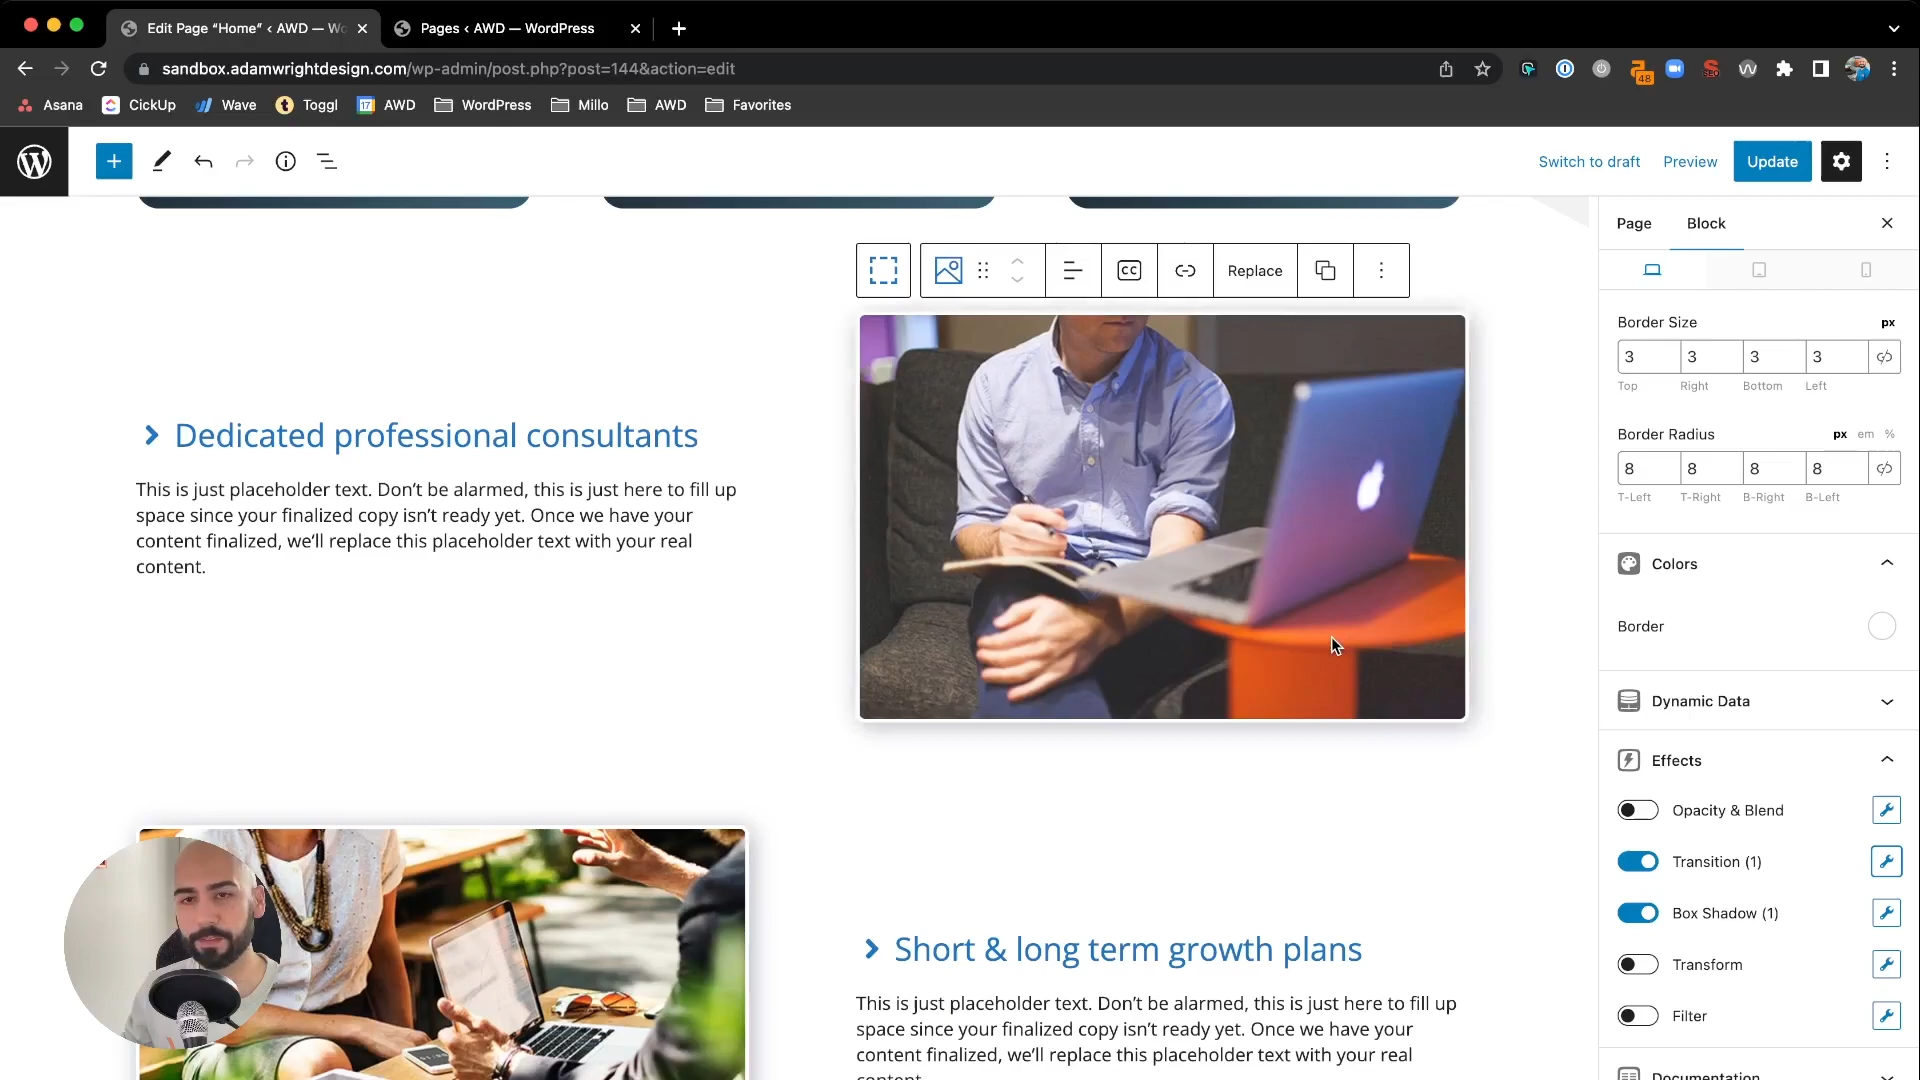 Edit Page “Home” ‹ AWD — Wo
Pages ‹ AWD — WordPress
sandbox.adamwrightdesign.com/wp-admin/post.php?post=144&action=edit
48
SEO
Asana
CickUp
Wave
Toggl
17
AWD
WordPress
Millo
AWD
Favorites
Switch to draft
Preview
Update
Page
Block
CC
Replace
Border Size
px
3
3
3
3
Top
Right
Bottom
Left
Border Radius
px
em
%
8
8
8
8
T-Left
T-Right
B-Right
B-Left
Colors
Border
Dynamic Data
Effects
Opacity & Blend
Transition (1)
Box Shadow (1)
Transform
Filter
Documentation
Dedicated professional consultants
This is just placeholder text. Don’t be alarmed, this is just here to fill up
space since your finalized copy isn’t ready yet. Once we have your
content finalized, we’ll replace this placeholder text with your real
content.
Short & long term growth plans
This is just placeholder text. Don’t be alarmed, this is just here to fill up
space since your finalized copy isn’t ready yet. Once we have your
content finalized, we’ll replace this placeholder text with your real
content.